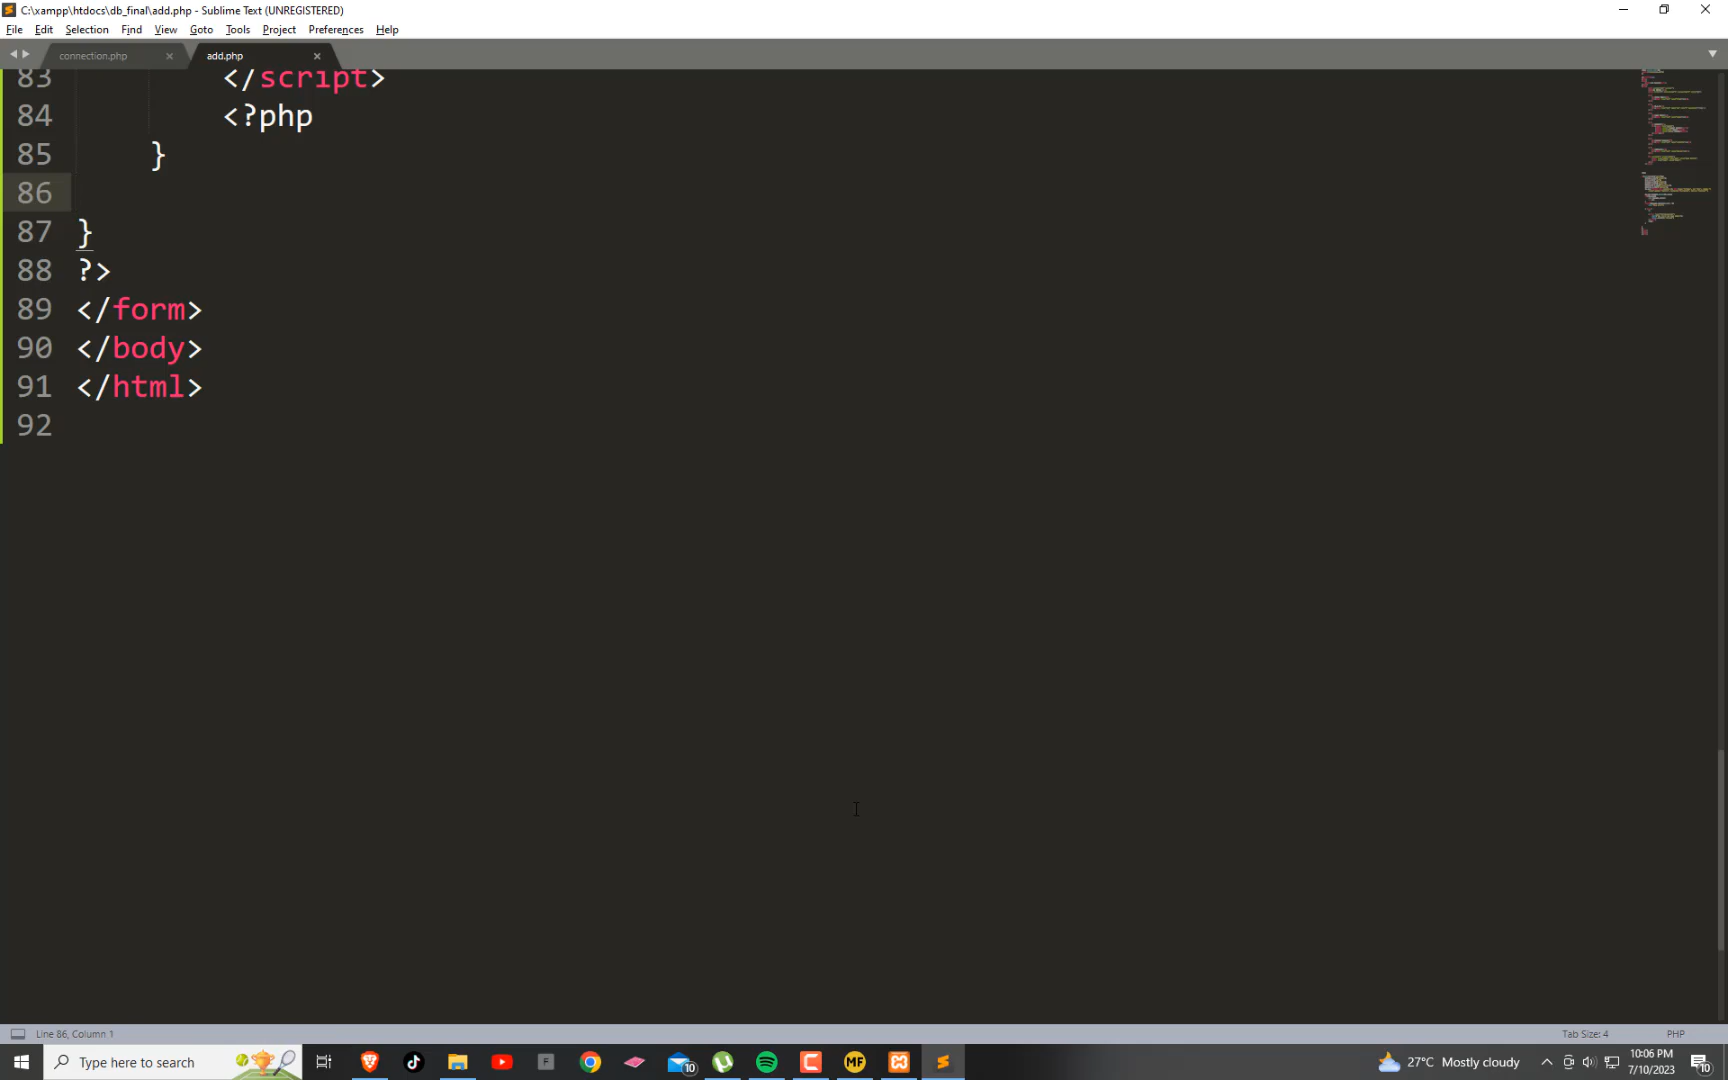 C:\xampp\htdocs\db_final\add.php - Sublime Text (UNREGISTERED)
File Edit Selection View Find Goto Tools Project Preferences Help
connection.php × add.php ×
83 </script>
84 <?php
85 }
86
87 }
88 ?>
89 </form>
90 </body>
91 </html>
92
Line 86, Column 1 Tab Size: 4 PHP
Type here to search F 10 MF 27°C Mostly cloudy 10:06 PM
7/10/2023 10